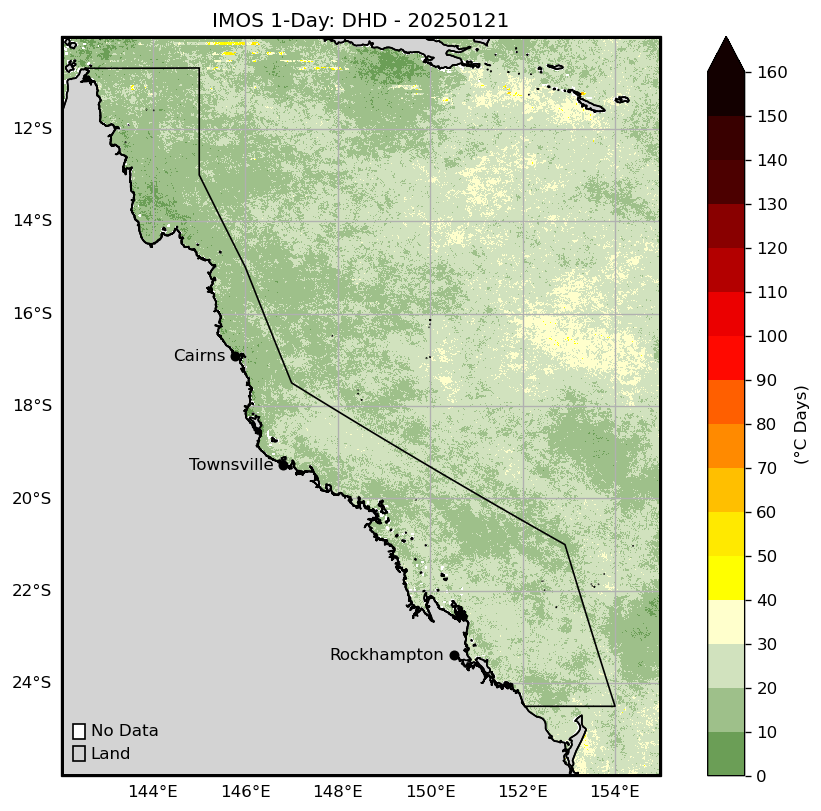 IMOS 1-Day: DHD - 20250121
12°S
14°S
16°S
18°S
20°S
22°S
24°S
Cairns
Townsville
Rockhampton
No Data
Land
144°E 146°E 148°E 150°E 152°E 154°E
160
150
140
130
120
110
100
90
80
70
60
50
40
30
20
10
0
(°C Days)